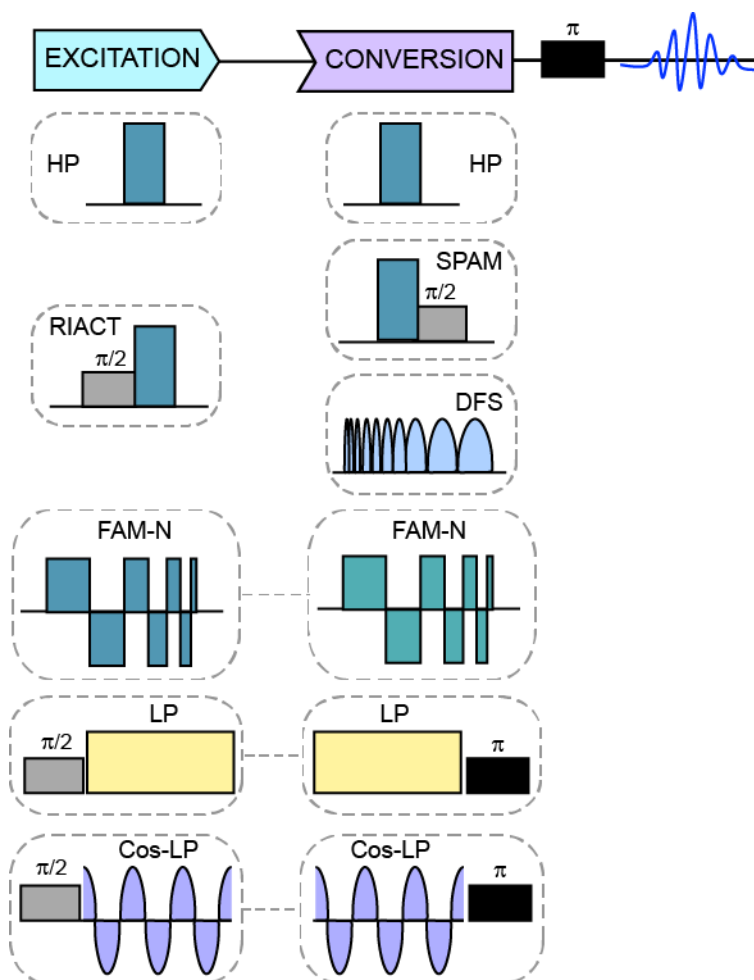 EXCITATION
CONVERSION
π
HP
HP
SPAM
π/2
RIACT
π/2
DFS
FAM-N
FAM-N
LP
π/2
LP
π
Cos-LP
π/2
Cos-LP
π